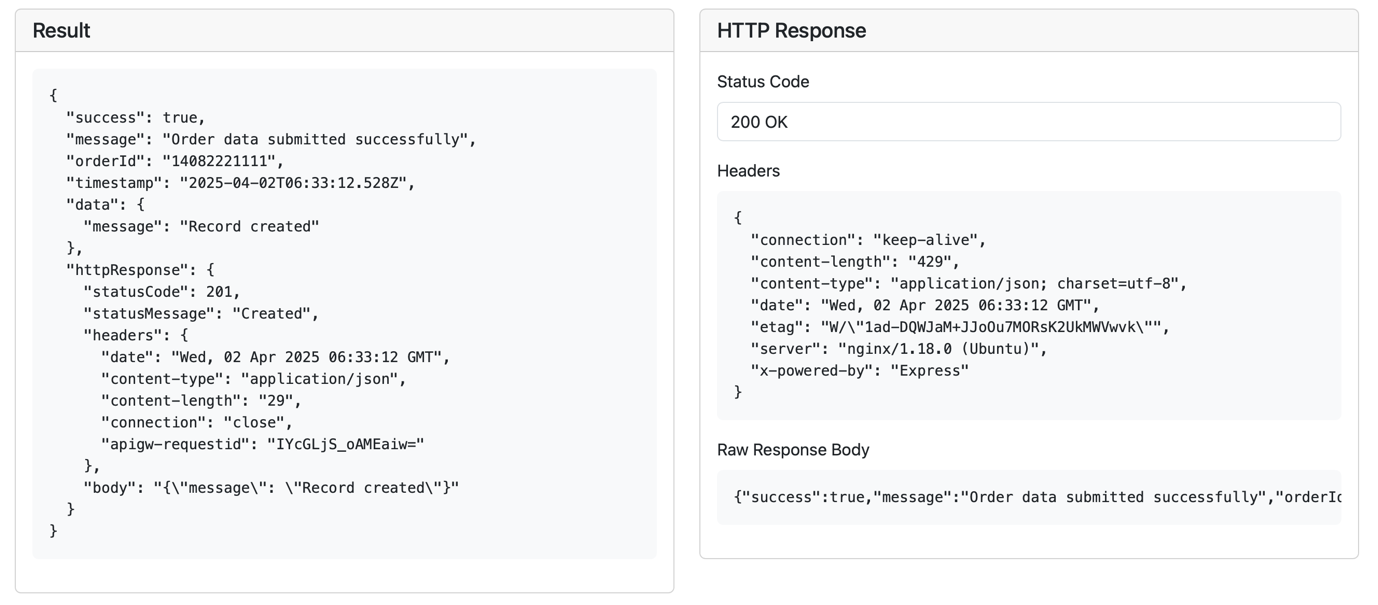 Result
{
  "success": true,
  "message": "Order data submitted successfully",
  "orderId": "14082221111",
  "timestamp": "2025-04-02T06:33:12.528Z",
  "data": {
    "message": "Record created"
  },
  "httpResponse": {
    "statusCode": 201,
    "statusMessage": "Created",
    "headers": {
      "date": "Wed, 02 Apr 2025 06:33:12 GMT",
      "content-type": "application/json",
      "content-length": "29",
      "connection": "close",
      "apigw-requestid": "IYcGLjS_oAMEaiw="
    },
    "body": "{\"message\": \"Record created\"}"
  }
}
HTTP Response
Status Code
200 OK
Headers
{
  "connection": "keep-alive",
  "content-length": "429",
  "content-type": "application/json; charset=utf-8",
  "date": "Wed, 02 Apr 2025 06:33:12 GMT",
  "etag": "W/\"1ad-DQWJaM+JJoOu7MORsK2UkMWVwvk\"",
  "server": "nginx/1.18.0 (Ubuntu)",
  "x-powered-by": "Express"
}
Raw Response Body
{"success":true,"message":"Order data submitted successfully","orderId